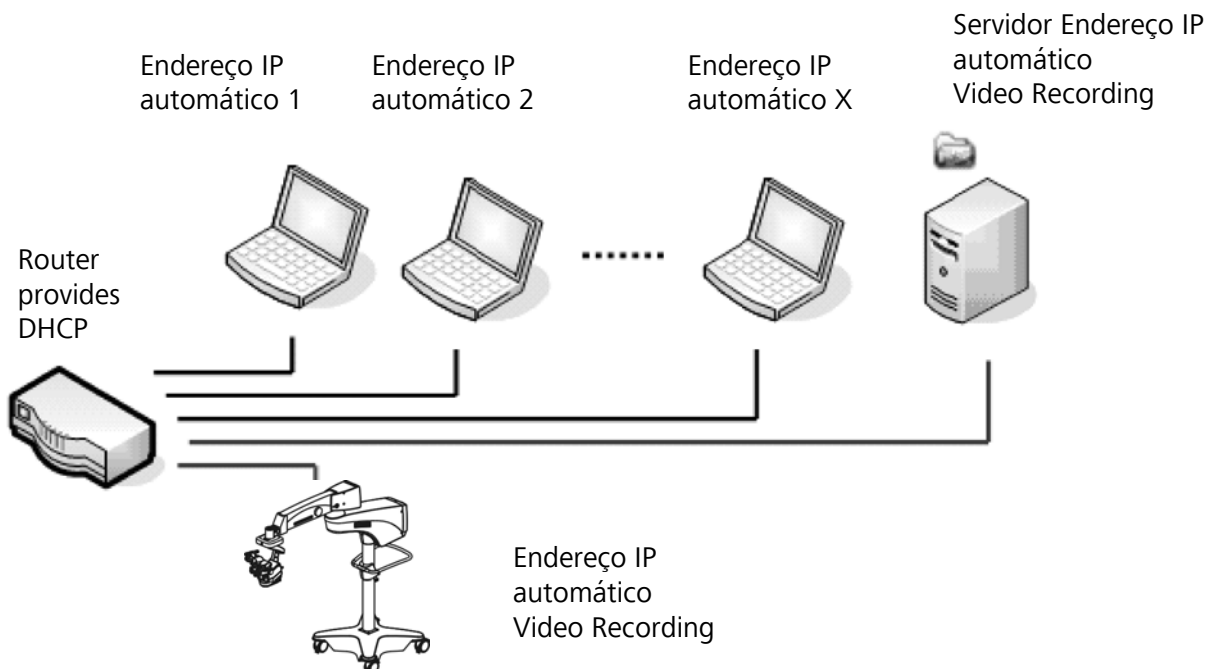 Servidor Endereço IP
automático
Video Recording
Endereço IP
automático 1
Endereço IP
automático 2
Endereço IP
automático X
Router
provides
DHCP
Endereço IP
automático
Video Recording